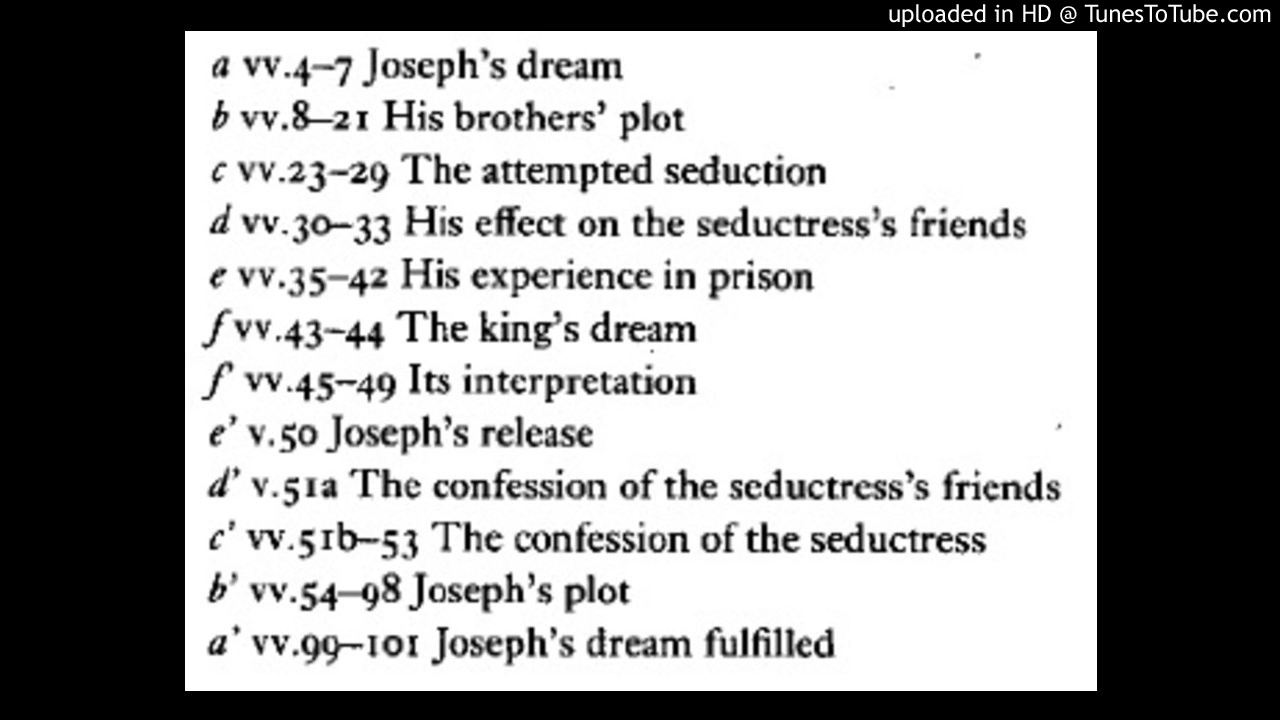 uploaded in HD @ TunesToTube.com
a vv.4–7 Joseph's dream
b vv.8–21 His brothers' plot
c vv.23–29 The attempted seduction
d vv.30–33 His effect on the seductress's friends
e vv.35–42 His experience in prison
f vv.43–44 The king's dream
f' vv.45–49 Its interpretation
e' v.50 Joseph's release
d' v.51a The confession of the seductress's friends
c' vv.51b–53 The confession of the seductress
b' vv.54–98 Joseph's plot
a' vv.99–101 Joseph's dream fulfilled